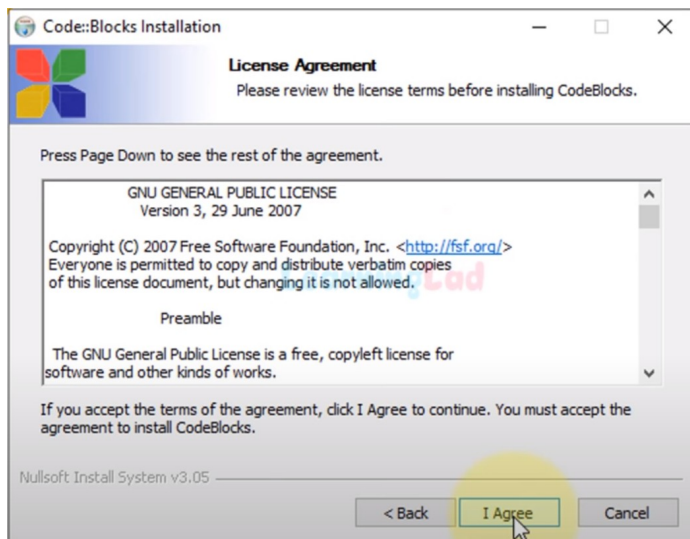 Code::Blocks Installation
License Agreement
Please review the license terms before installing CodeBlocks.
Press Page Down to see the rest of the agreement.
GNU GENERAL PUBLIC LICENSE
Version 3, 29 June 2007
Copyright (C) 2007 Free Software Foundation, Inc. <http://fsf.org/>
Everyone is permitted to copy and distribute verbatim copies
of this license document, but changing it is not allowed.
Learning Lad
Preamble
The GNU General Public License is a free, copyleft license for
software and other kinds of works.
If you accept the terms of the agreement, click I Agree to continue. You must accept the
agreement to install CodeBlocks.
Nullsoft Install System v3.05
< Back I Agree Cancel